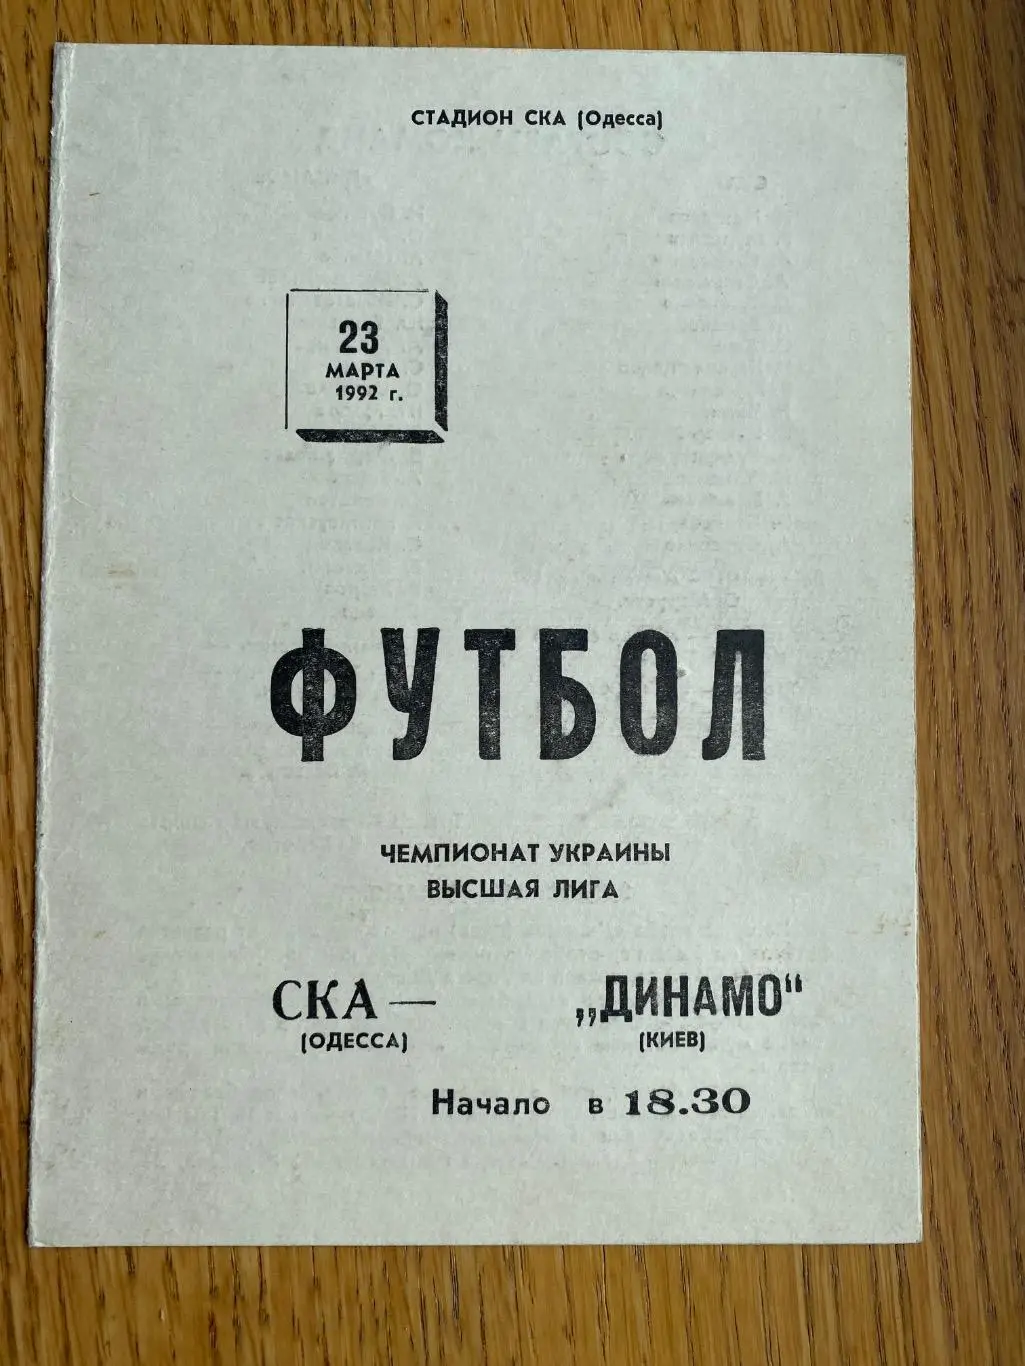 СТАДИОН СКА (Одесса)
23
МАРТА
1992 г.
ФУТБОЛ
ЧЕМПИОНАТ УКРАИНЫ
ВЫСШАЯ ЛИГА
СКА — „ДИНАМО“
(ОДЕССА) (КИЕВ)
Начало в 18.30